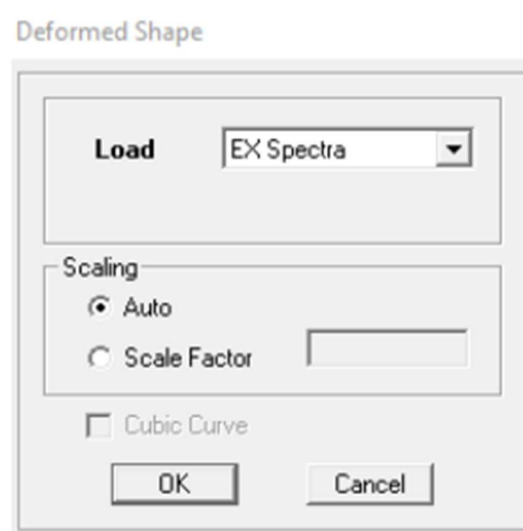 Deformed Shape
Load EX Spectra
Scaling
Auto
Scale Factor
Cubic Curve
OK Cancel